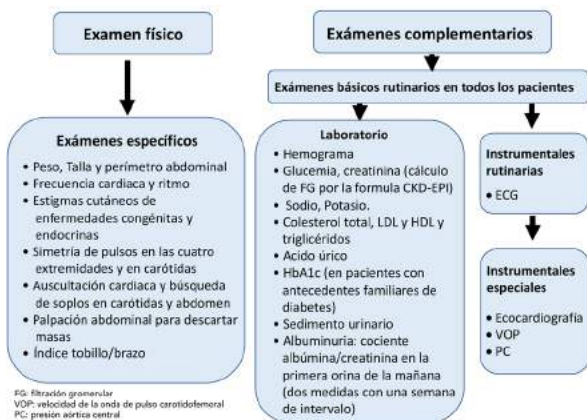 Examen físico
Exámenes específicos
• Peso, Talla y perímetro abdominal
• Frecuencia cardiaca y ritmo
• Estigmas cutáneos de
enfermedades congénitas y
endocrinas
• Simetría de pulsos en las cuatro
extremidades y en carótidas
• Auscultación cardiaca y búsqueda
de soplos en carótidas y abdomen
• Palpación abdominal para descartar
masas
• Índice tobillo/brazo
Exámenes complementarios
Exámenes básicos rutinarios en todos los pacientes
Laboratorio
• Hemograma
• Glucemia, creatinina (cálculo
de FG por la formula CKD-EPI)
• Sodio, Potasio.
• Colesterol total, LDL y HDL y
triglicéridos
• Acido úrico
• HbA1c (en pacientes con
antecedentes familiares de
diabetes)
• Sedimento urinario
• Albuminuria: cociente
albúmina/creatinina en la
primera orina de la mañana
(dos medidas con una semana
de intervalo)
Instrumentales
rutinarias
• ECG
Instrumentales
especiales
• Ecocardiografía
• VOP
• PC
FG: filtración gromerular
VOP: velocidad de la onda de pulso carotidofemoral
PC: presión aórtica central